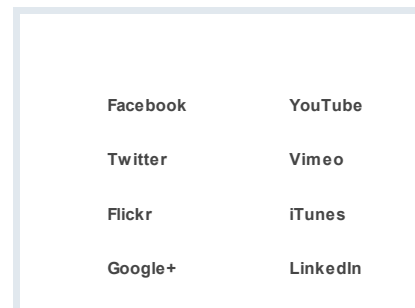 Facebook YouTube
Twitter Vimeo
Flickr iTunes
Google+ LinkedIn